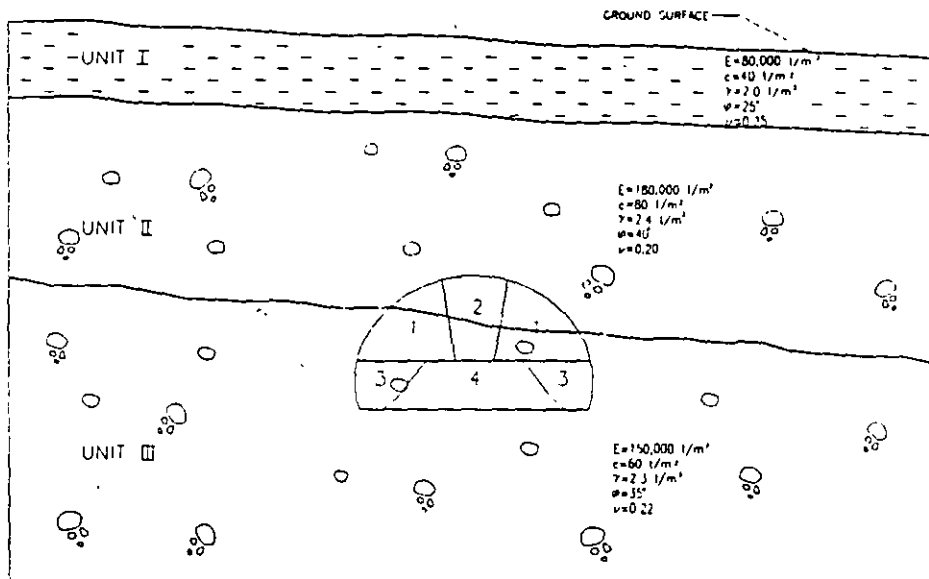 GROUND SURFACE
UNIT I
E=80,000 t/m²
c=40 t/m²
γ=2.0 t/m³
φ=25°
ν=0.35
E=180,000 t/m²
c=80 t/m²
γ=2.4 t/m³
φ=40°
ν=0.20
UNIT II
2
1
1
3
4
3
UNIT III
E=150,000 t/m²
c=60 t/m²
γ=2.3 t/m³
φ=35°
ν=0.22